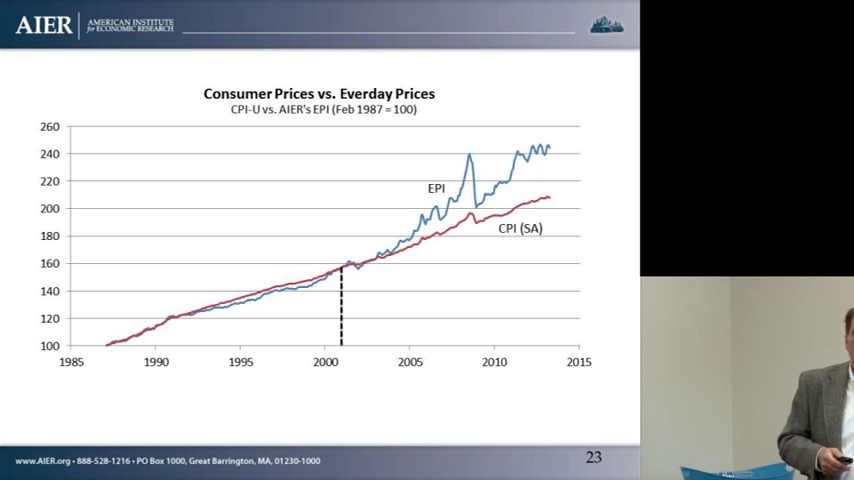 AIER
AMERICAN INSTITUTE
for ECONOMIC RESEARCH
Consumer Prices vs. Everday Prices
CPI-U vs. AIER's EPI (Feb 1987 = 100)
260
240
220
200
180
160
140
120
100
EPI
CPI (SA)
1985
1990
1995
2000
2005
2010
2015
www.AIER.org • 888-528-1216 • PO Box 1000, Great Barrington, MA, 01230-1000
23